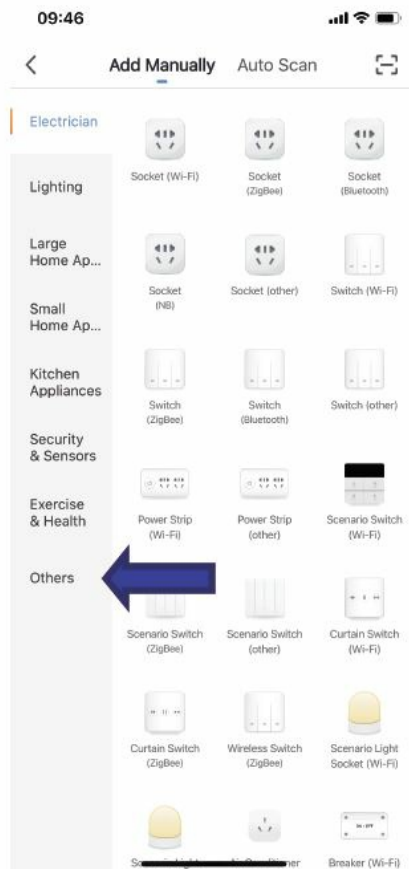 09:46
Add Manually Auto Scan
Electrician
Lighting
Large
Home Ap...
Small
Home Ap...
Kitchen
Appliances
Security
& Sensors
Exercise
& Health
Others
Socket (Wi-Fi)
Socket
(ZigBee)
Socket
(Bluetooth)
Socket
(NB)
Socket (other)
Switch (Wi-Fi)
Switch
(ZigBee)
Switch
(Bluetooth)
Switch (other)
Power Strip
(Wi-Fi)
Power Strip
(other)
Scenario Switch
(Wi-Fi)
Scenario Switch
(ZigBee)
Scenario Switch
(other)
Curtain Switch
(Wi-Fi)
Curtain Switch
(ZigBee)
Wireless Switch
(ZigBee)
Scenario Light
Socket (Wi-Fi)
Breaker (Wi-Fi)